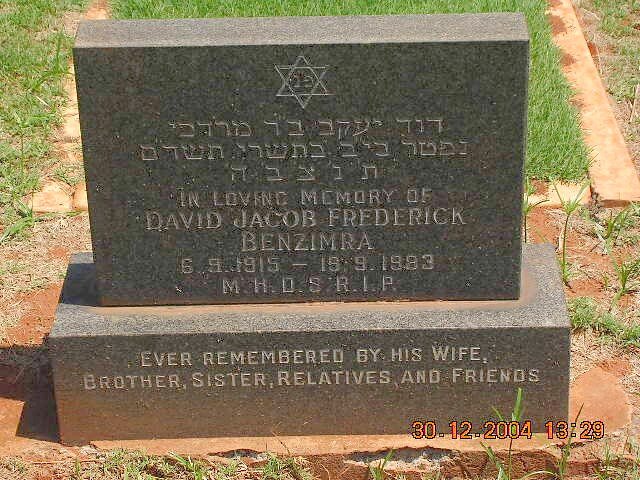 דוד יעקב ב'ר מרדכי
נפטר בי'ב בתשרי תשדם
ת נ צ ב ה
IN LOVING MEMORY OF
DAVID JACOB FREDERICK
BENZIMRA
6.9.1915 – 19.9.1983
M.H.D.S.R.I.P.
EVER REMEMBERED BY HIS WIFE,
BROTHER, SISTER, RELATIVES, AND FRIENDS
30.12.2004 13:29